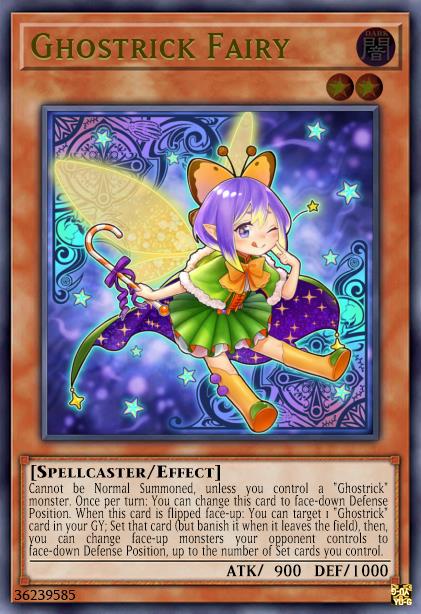 Ghostrick Fairy
DARK
闇
[Spellcaster/Effect]
Cannot be Normal Summoned, unless you control a "Ghostrick"
monster. Once per turn: You can change this card to face-down Defense
Position. When this card is flipped face-up: You can target 1 "Ghostrick"
card in your GY; Set that card (but banish it when it leaves the field), then,
you can change face-up monsters your opponent controls to
face-down Defense Position, up to the number of Set cards you control.
ATK/ 900 DEF/1000
36239585